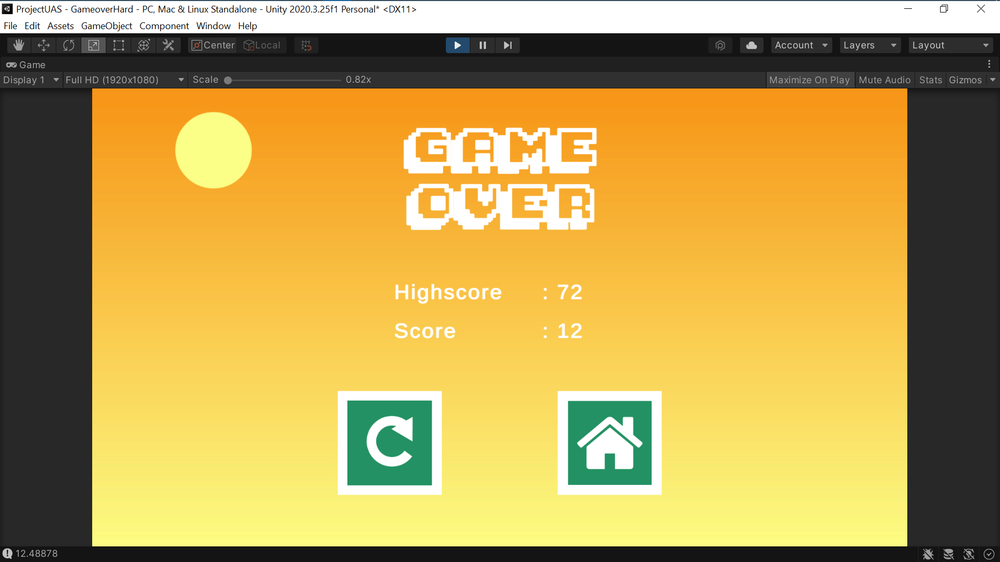 ProjectUAS - GameoverHard - PC, Mac & Linux Standalone - Unity 2020.3.25f1 Personal* <DX11>
File Edit Assets GameObject Component Window Help
Center Local Account Layers Layout
Game
Display 1 Full HD (1920x1080) Scale 0.82x Maximize On Play Mute Audio Stats Gizmos
GAME
OVER
Highscore : 72
Score : 12
12.48878